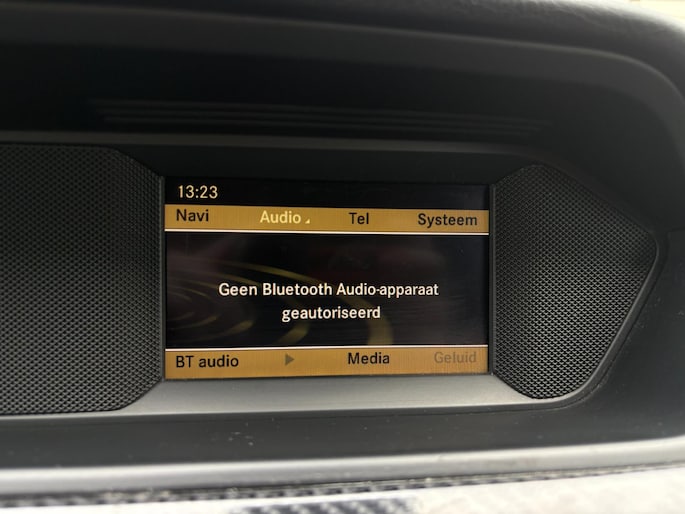 13:23
Navi Audio Tel Systeem
Geen Bluetooth Audio-apparaat
geautoriseerd
BT audio Media Geluid